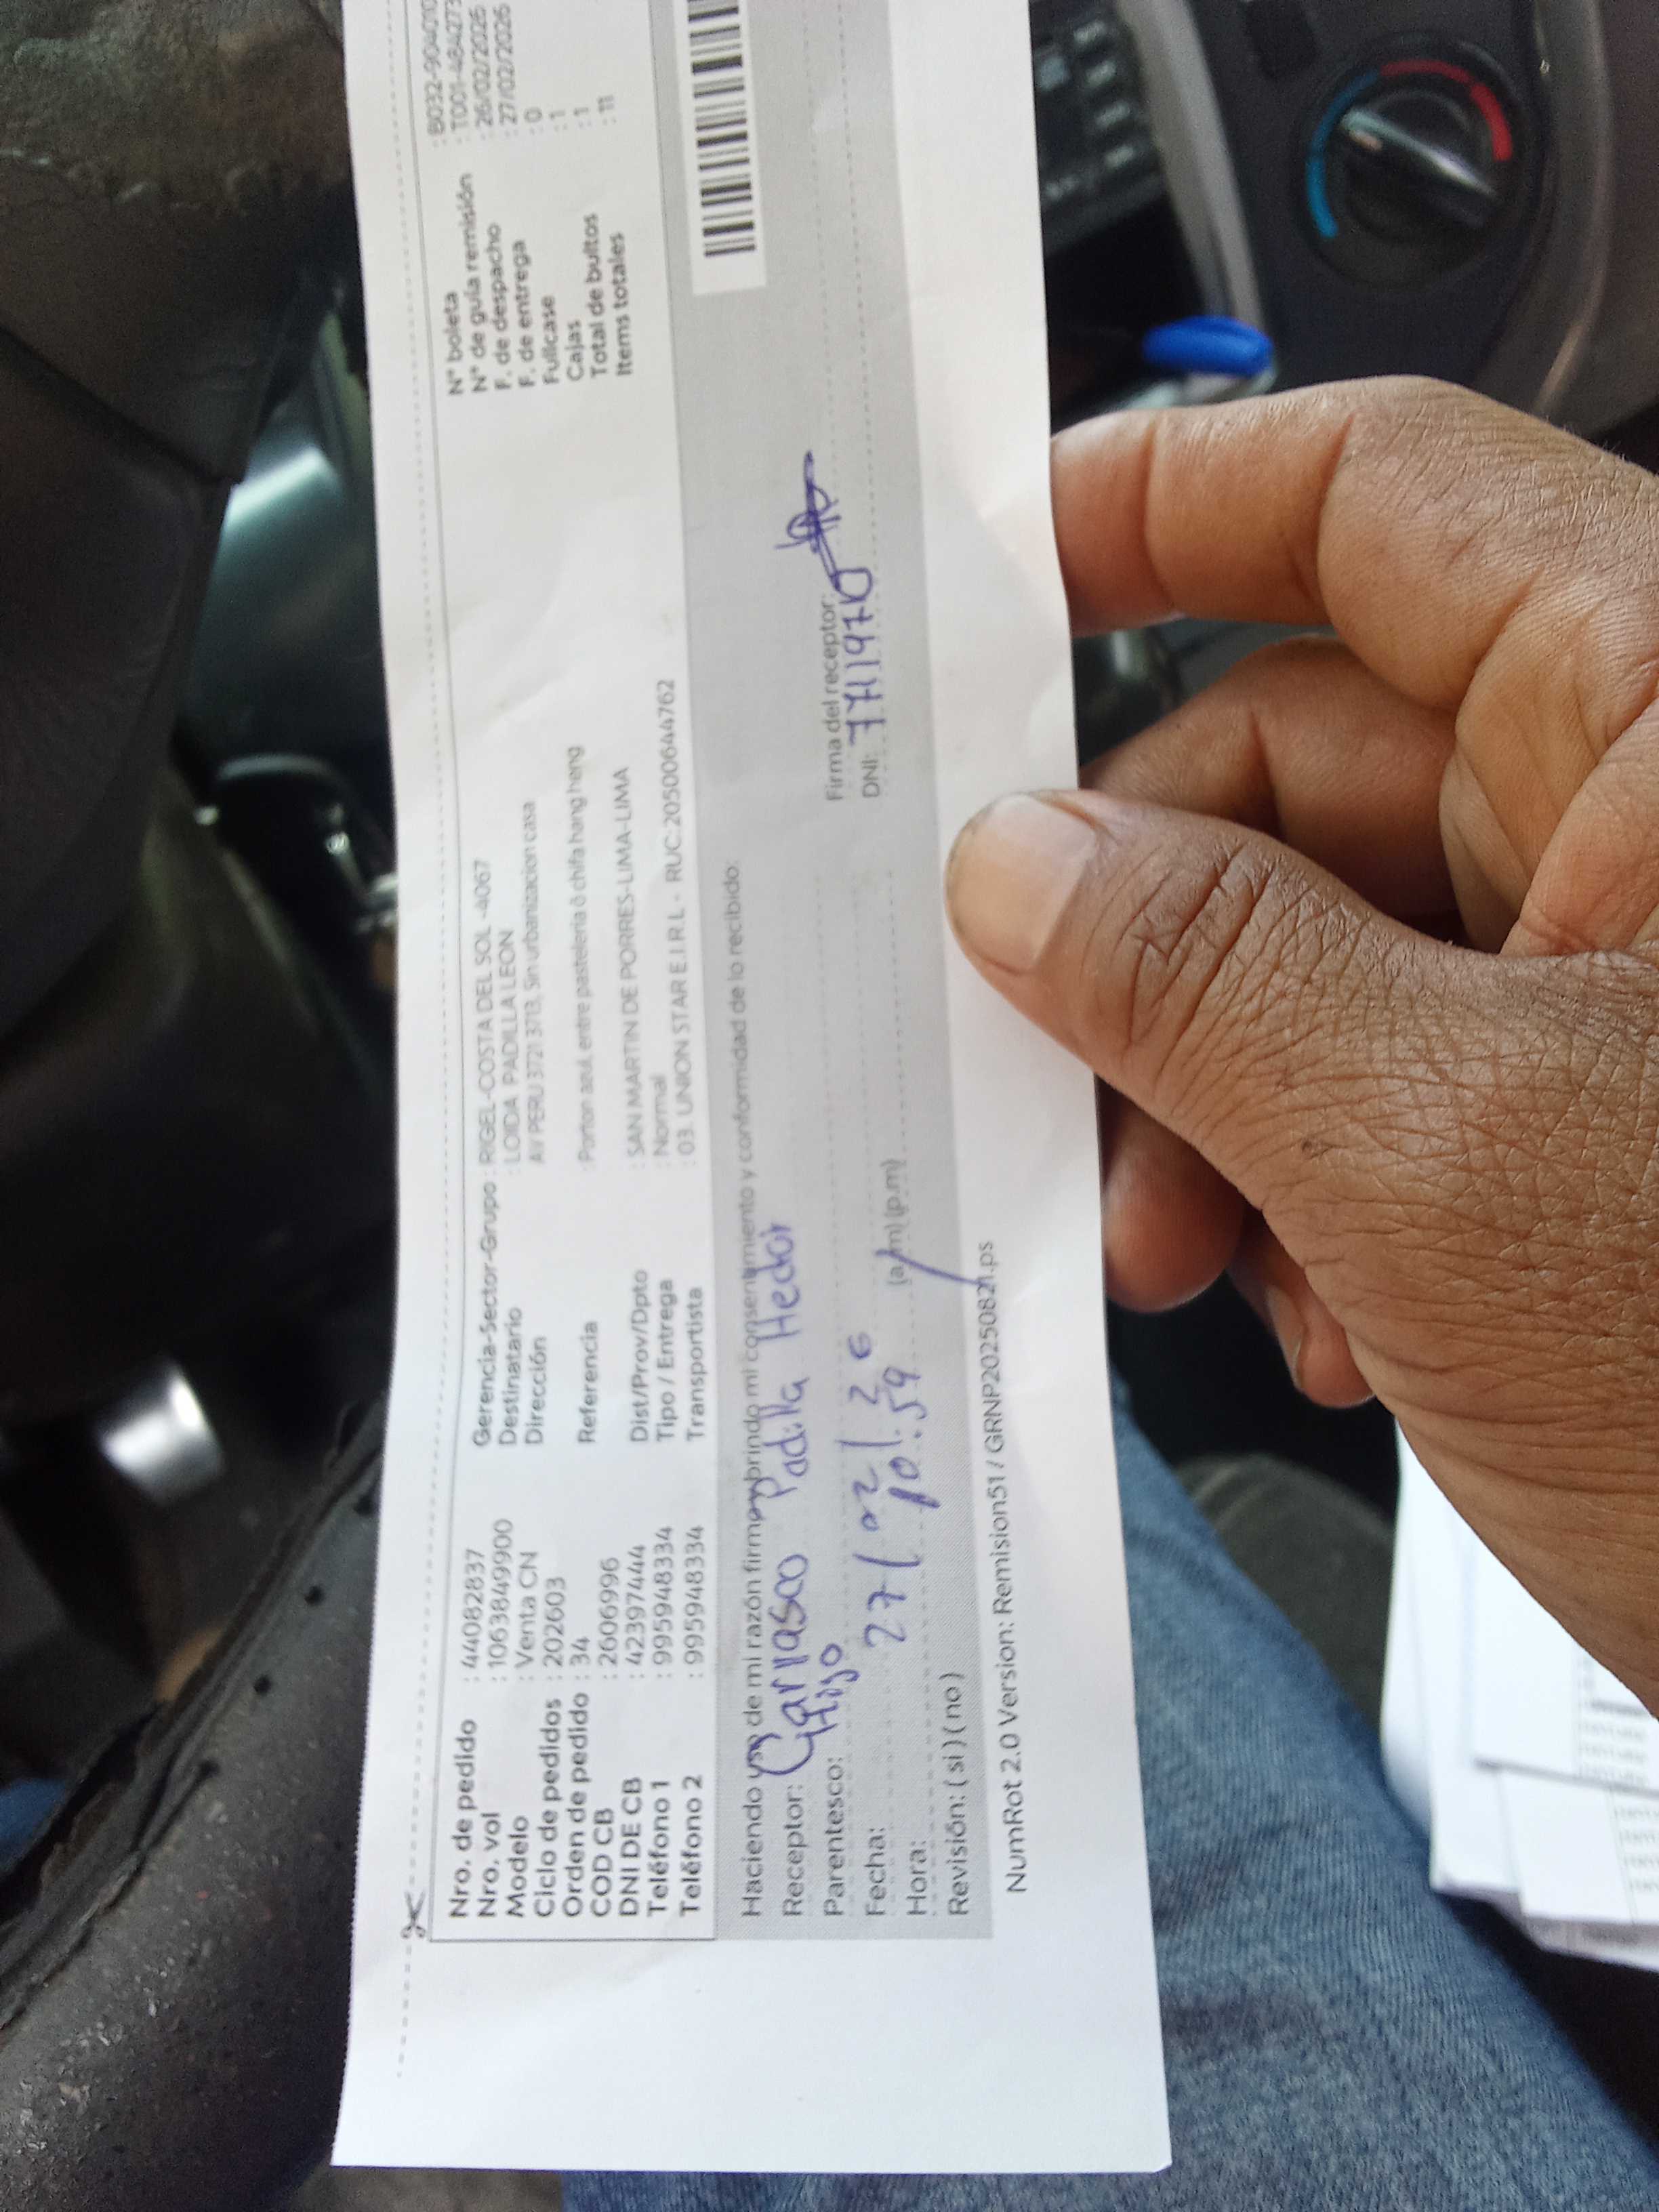 Nro. de pedido : 44082837
Nro. vol : 10638849900
Modelo : Venta CN
Ciclo de pedidos : 202603
Orden de pedido : 34
COD CB : 2606996
DNI DE CB : 42397444
Teléfono 1 : 995948334
Teléfono 2 : 995948334
Gerencia-Sector-Grupo : RIGEL-COSTA DEL SOL -4067
Destinatario : LOIDA PADILLA LEON
Dirección AV PERU 3721 3713, Sin urbanizacion casa
Referencia : Porton azul, entre pasteleria ò chifa hang heng
Dist/Prov/Dpto : SAN MARTIN DE PORRES-LIMA-LIMA
Tipo / Entrega : Normal
Transportista : 03. UNION STAR E.I.R.L - RUC:20500644762
N° boleta : B032-904010
N° de guía remisión : T001-484273
F. de despacho : 26/02/2026
F. de entrega : 27/02/2026
Fullcase : 0
Cajas : 1
Total de bultos : 1
Items totales : 11
Haciendo uso de mi razón firmo brindo mi consentimiento y conformidad de lo recibido:
Receptor: Carrasco Padilla Hector
Parentesco: Hijo
Firma del receptor:
Fecha: 27/02/.26
DNI: 77119710
Hora: 10:59 (a.m) (p.m)
Revisión: ( si ) ( no )
NumRot 2.0 Version: Remision51 / GRNP20250821.ps